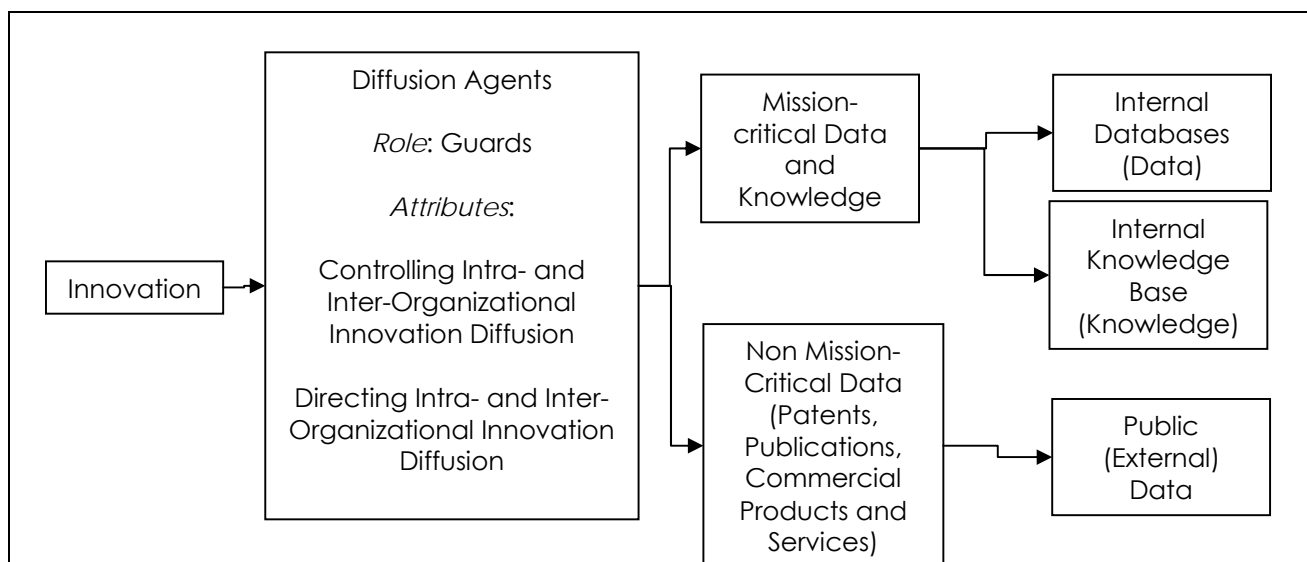 Innovation
Diffusion Agents
Role: Guards
Attributes:
Controlling Intra- and
Inter-Organizational
Innovation Diffusion
Directing Intra- and Inter-
Organizational Innovation
Diffusion
Mission-
critical Data
and
Knowledge
Non Mission-
Critical Data
(Patents,
Publications,
Commercial
Products and
Services)
Internal
Databases
(Data)
Internal
Knowledge
Base
(Knowledge)
Public
(External)
Data